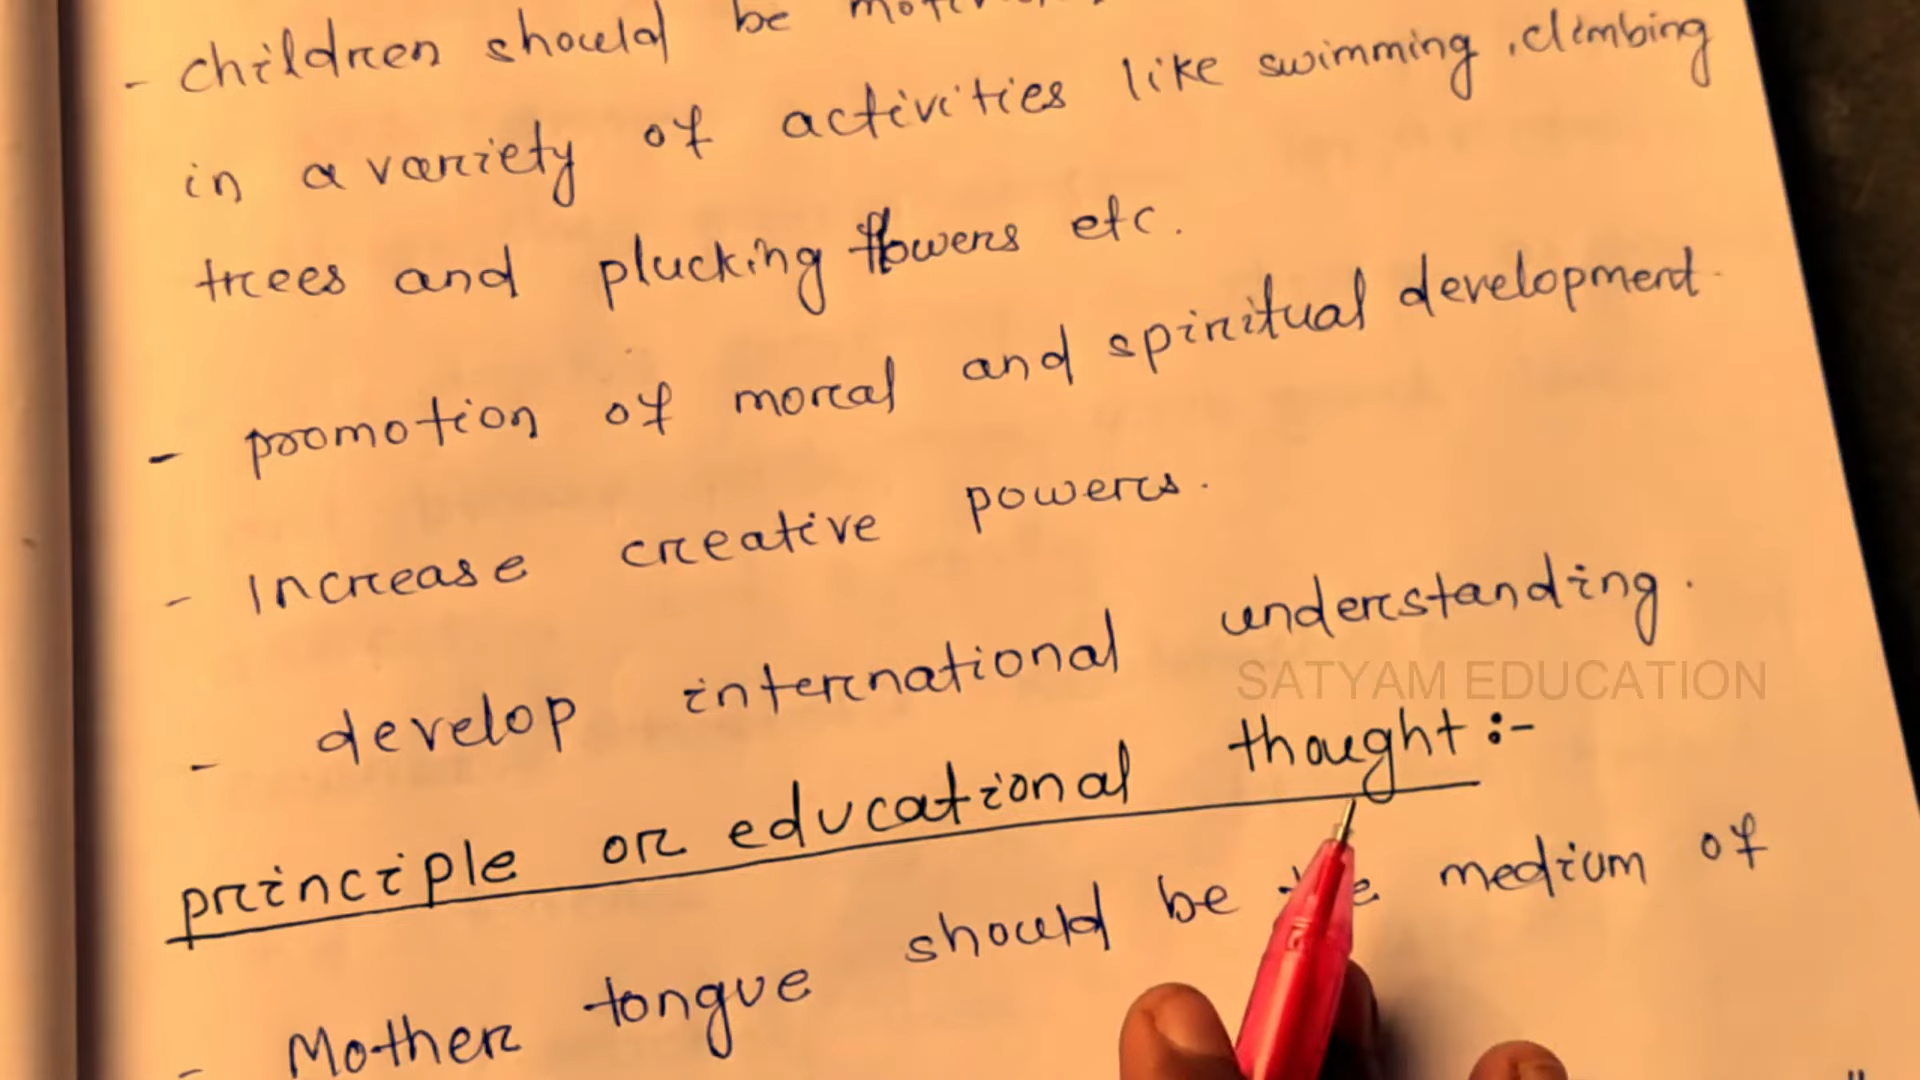 - children should be
in a variety of activities like swimming, climbing
trees and plucking flowers etc.
- promotion of moral and spiritual development.
- Increase creative powers.
- develop international understanding.
SATYAM EDUCATION
principle or educational thought :-
- Mother tongue should be the medium of